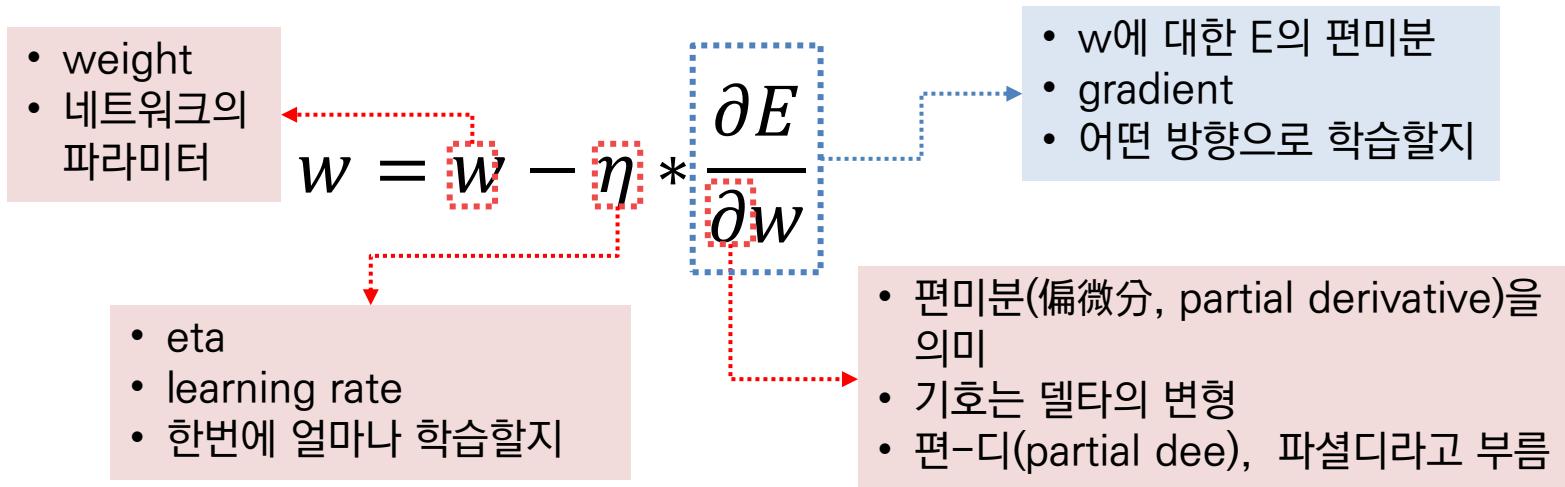 • weight
• 네트워크의
파라미터
w = w − η * ∂E/∂w
• w에 대한 E의 편미분
• gradient
• 어떤 방향으로 학습할지
• eta
• learning rate
• 한번에 얼마나 학습할지
• 편미분(偏微分, partial derivative)을
의미
• 기호는 델타의 변형
• 편-디(partial dee), 파셜디라고 부름